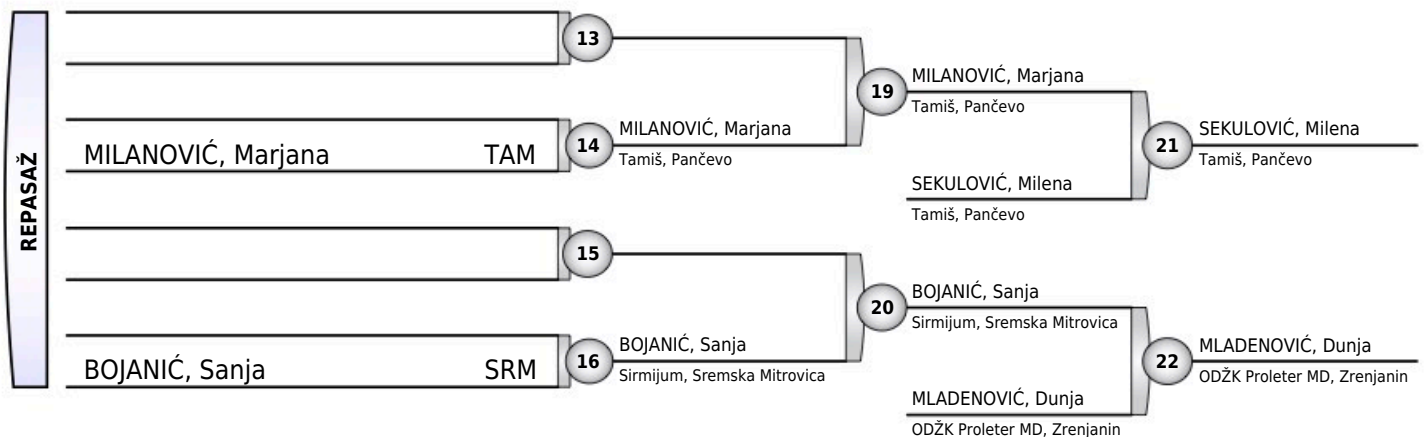 REPASAŽ
13
MILANOVIĆ, Marjana TAM
14
MILANOVIĆ, Marjana
Tamiš, Pančevo
19
MILANOVIĆ, Marjana
Tamiš, Pančevo
SEKULOVIĆ, Milena
Tamiš, Pančevo
21
SEKULOVIĆ, Milena
Tamiš, Pančevo
15
BOJANIĆ, Sanja SRM
16
BOJANIĆ, Sanja
Sirmijum, Sremska Mitrovica
20
BOJANIĆ, Sanja
Sirmijum, Sremska Mitrovica
MLADENOVIĆ, Dunja
ODŽK Proleter MD, Zrenjanin
22
MLADENOVIĆ, Dunja
ODŽK Proleter MD, Zrenjanin